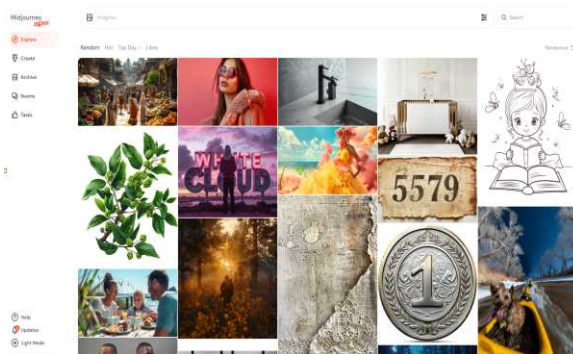 Midjourney
Alpha
Imagine
Search
Explore
Create
Archive
Rooms
Tasks
Random Hot Top Day Likes
WHITE
CLOUD
5579
1
Help
Updates
Light Mode